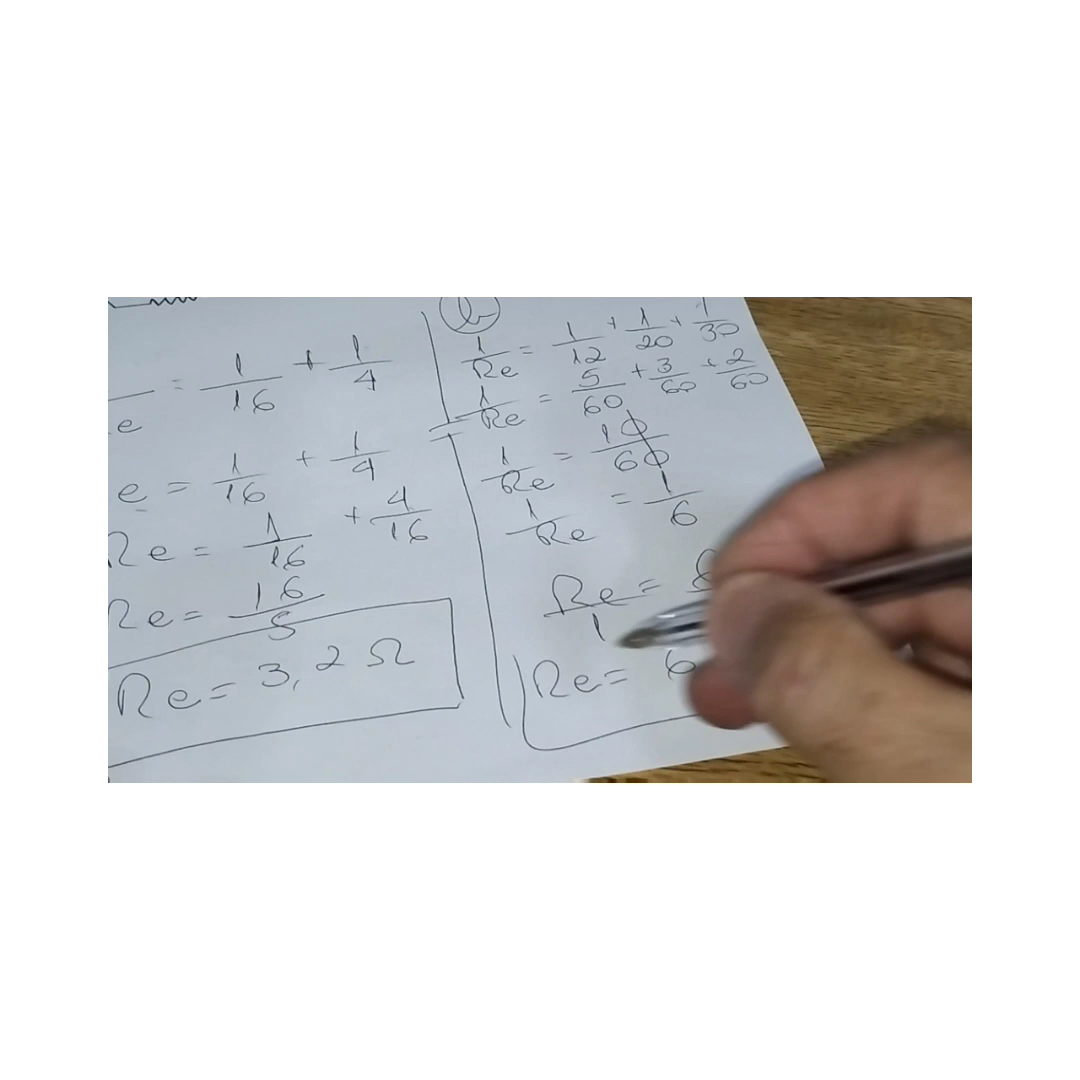 e = 1/16 + 1/4
e = 1/16 + 1/4
Re = 1/16 + 4/16
Re = 16/5
Re = 3,2 Ω
b
1/Re = 1/12 + 1/20 + 1/30
1/Re = 5/60 + 3/60 + 2/60
1/Re = 10/60
1/Re = 1/6
Re/1 =
Re = 6